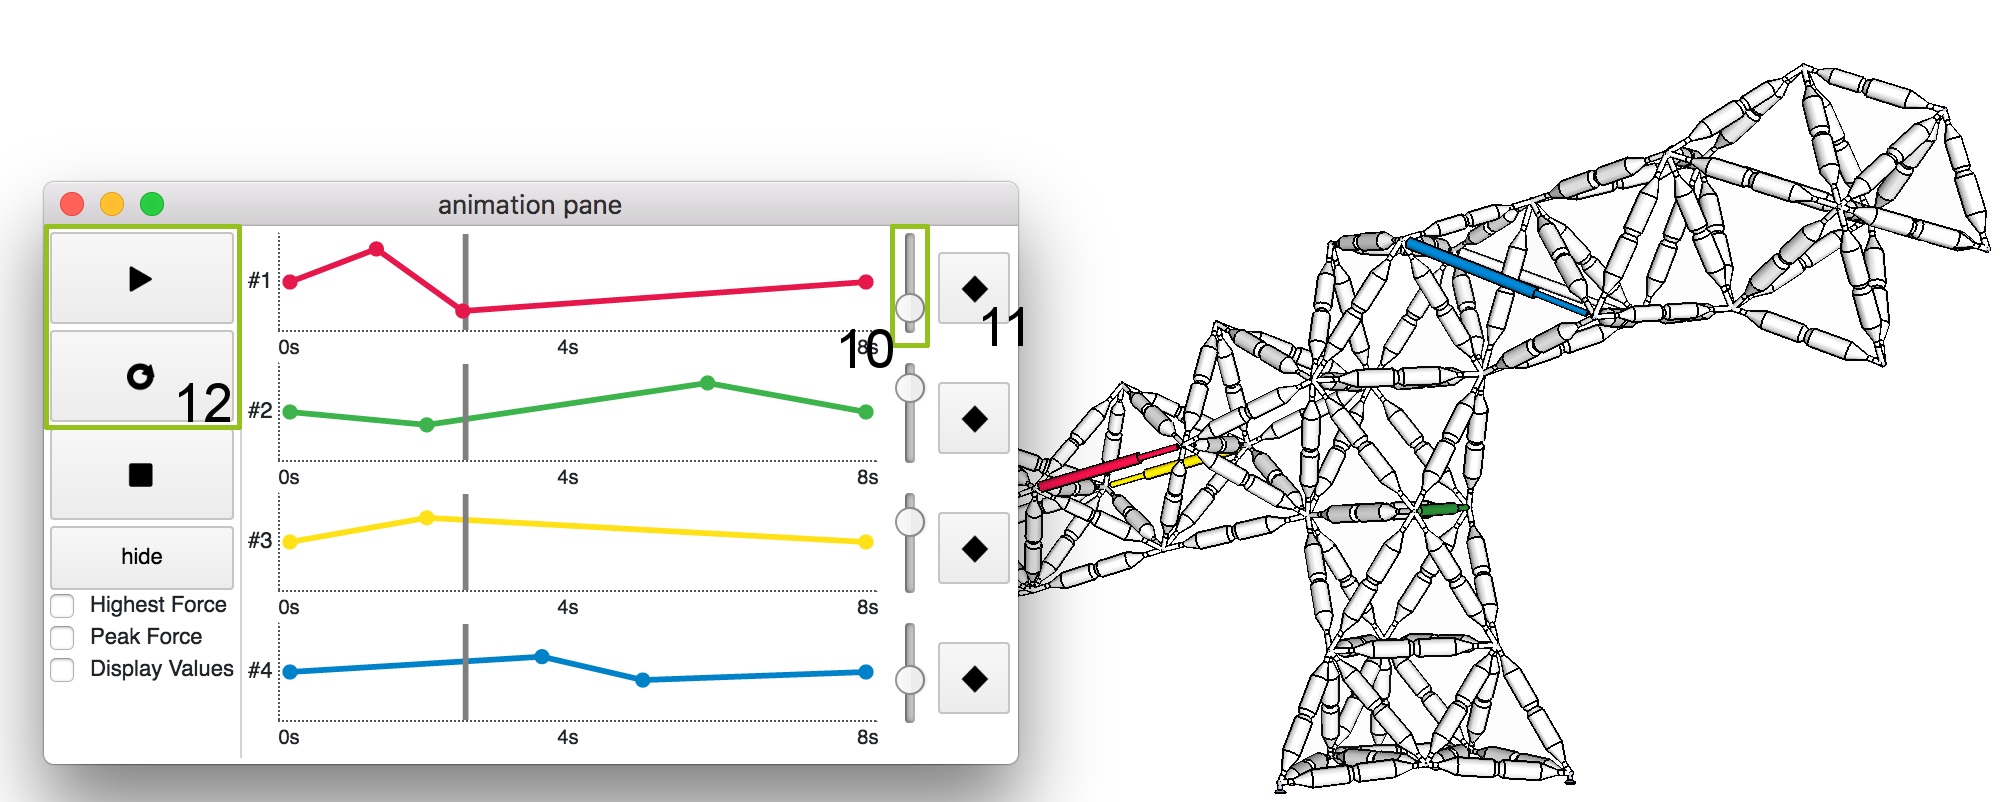 animation pane
#1
0s 4s 8s
10
11
12
#2
0s 4s 8s
#3
0s 4s 8s
hide
Highest Force
Peak Force
Display Values
#4
0s 4s 8s